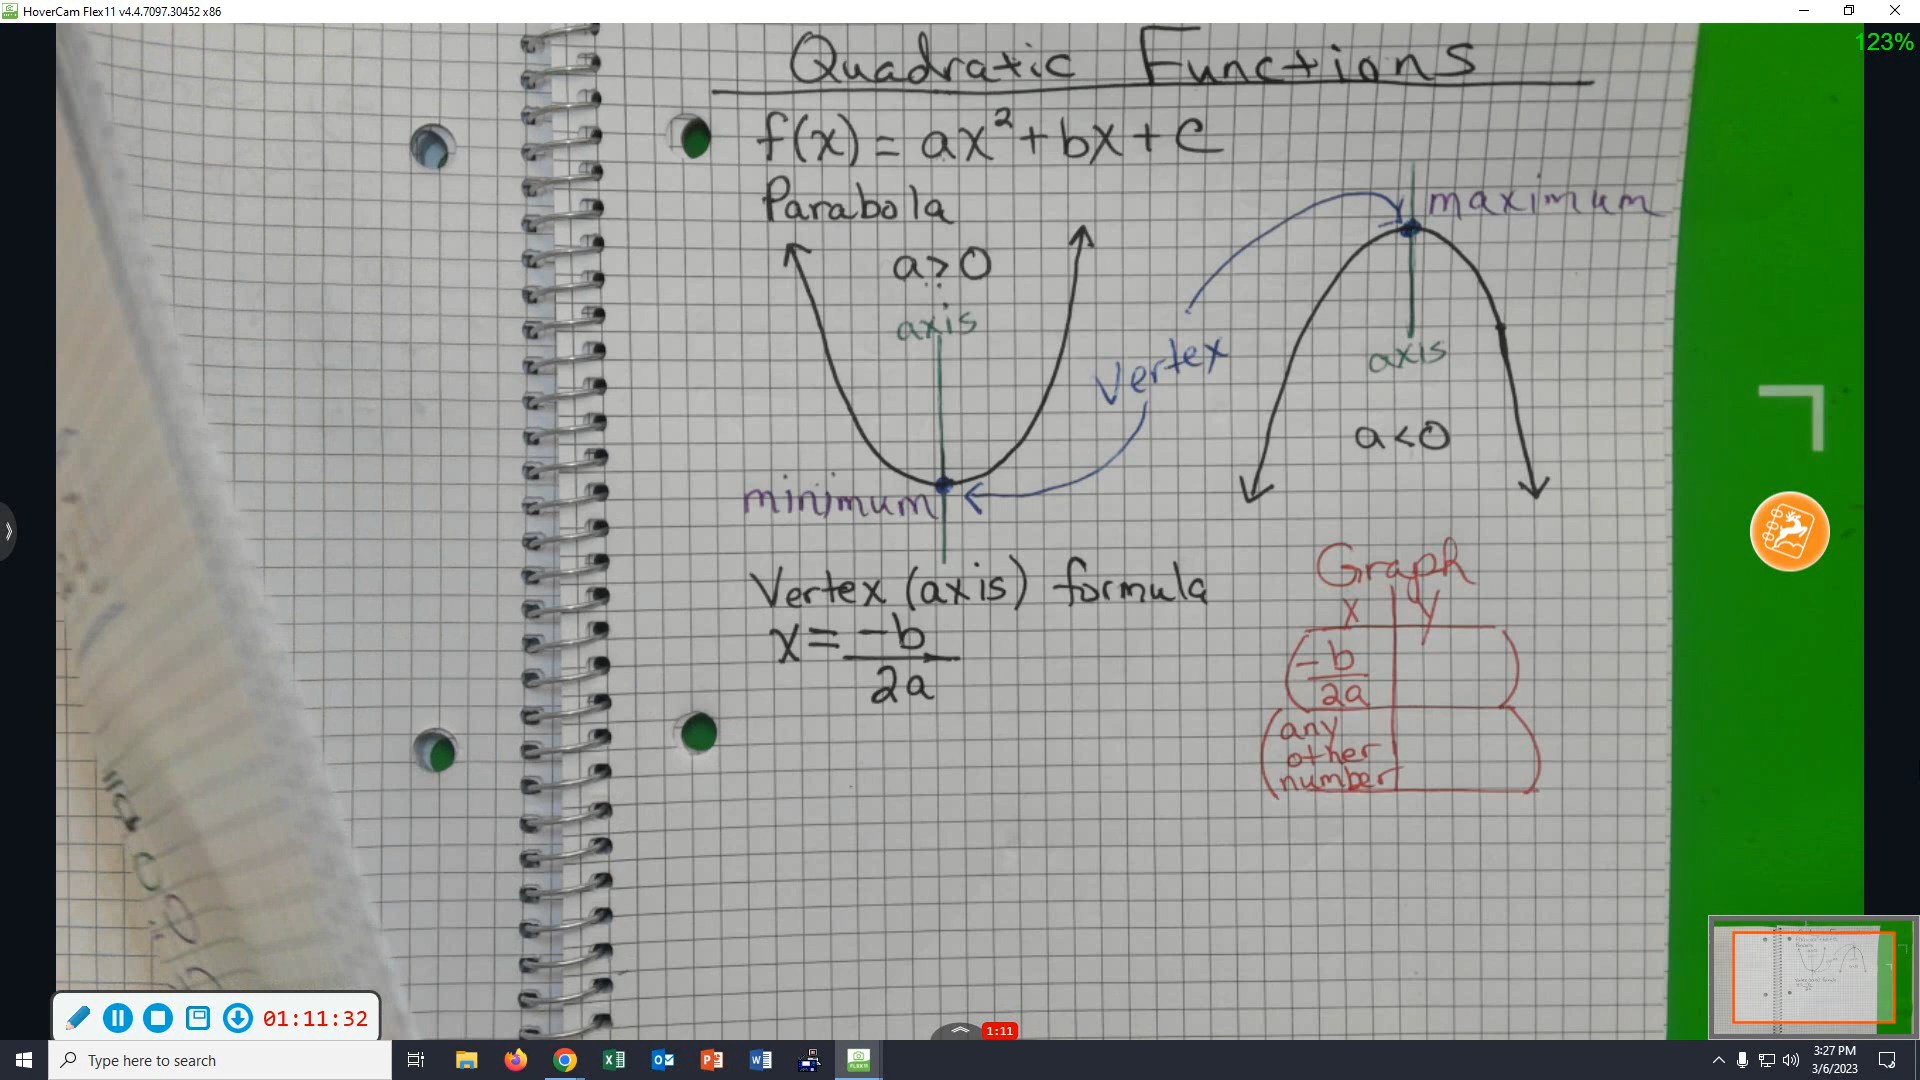 HoverCam Flex11 v4.4.7097.30452 x86
123%
Quadratic Functions
f(x) = ax² + bx + c
Parabola
maximum
a > 0
axis
Vertex
axis
a < 0
minimum
Vertex (axis) formula
x = -b
2a
Graph
x y
-b
2a
any
other
number
01:11:32
1:11
Type here to search
3:27 PM
3/6/2023